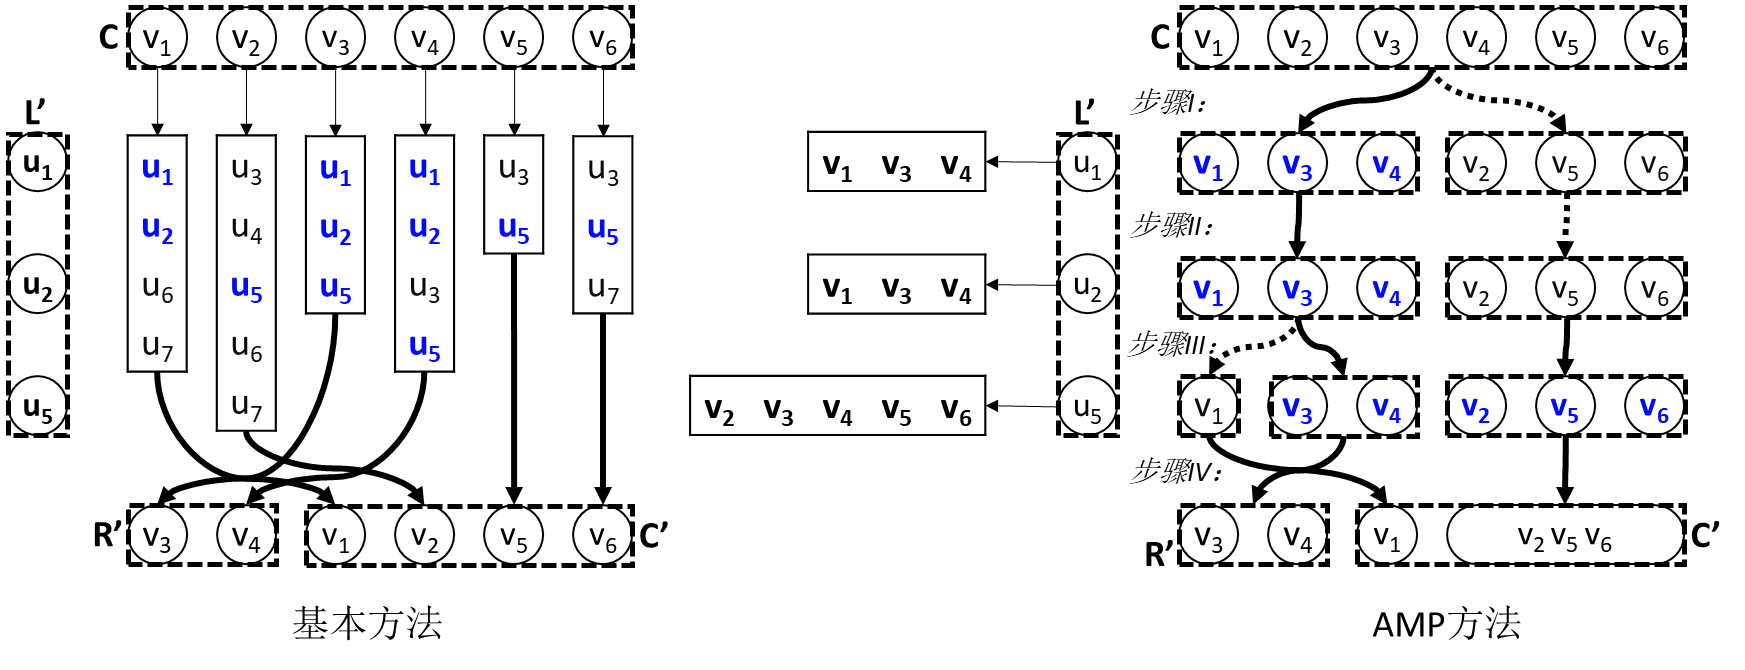 C v1 v2 v3 v4 v5 v6
L’
u1
u2
u5
u1 u2 u6 u7
u3 u4 u5 u6 u7
u1 u2 u5
u1 u2 u3 u5
u3 u5
u3 u5 u7
R’ v3 v4 v1 v2 v5 v6 C’
基本方法
C v1 v2 v3 v4 v5 v6
步骤I：
L’
v1 v3 v4 u1
v1 v3 v4 v2 v5 v6
步骤II：
v1 v3 v4 u2
v1 v3 v4 v2 v5 v6
步骤III：
v2 v3 v4 v5 v6 u5
v1 v3 v4 v2 v5 v6
步骤IV：
R’ v3 v4 v1 v2 v5 v6 C’
AMP方法